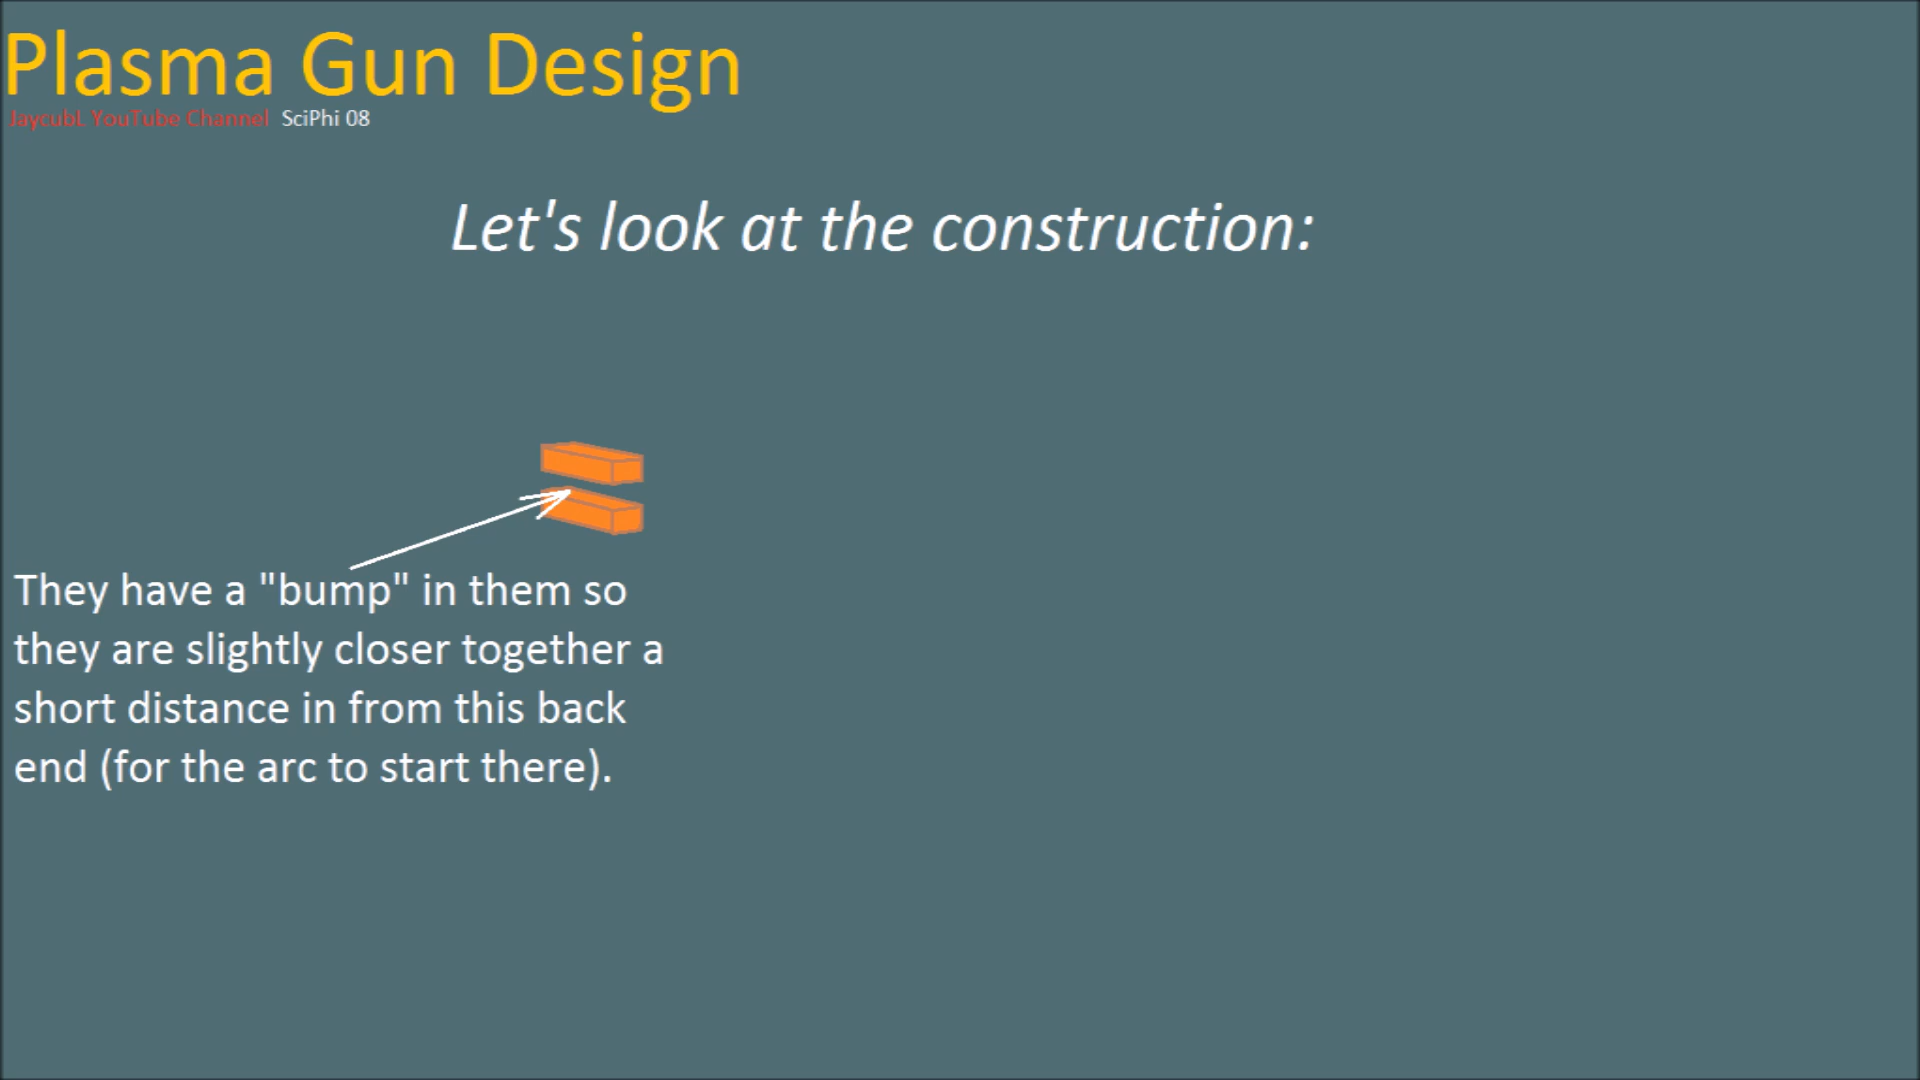 Plasma Gun Design
JaycubL YouTube Channel SciPhi 08
Let's look at the construction:
They have a "bump" in them so
they are slightly closer together a
short distance in from this back
end (for the arc to start there).